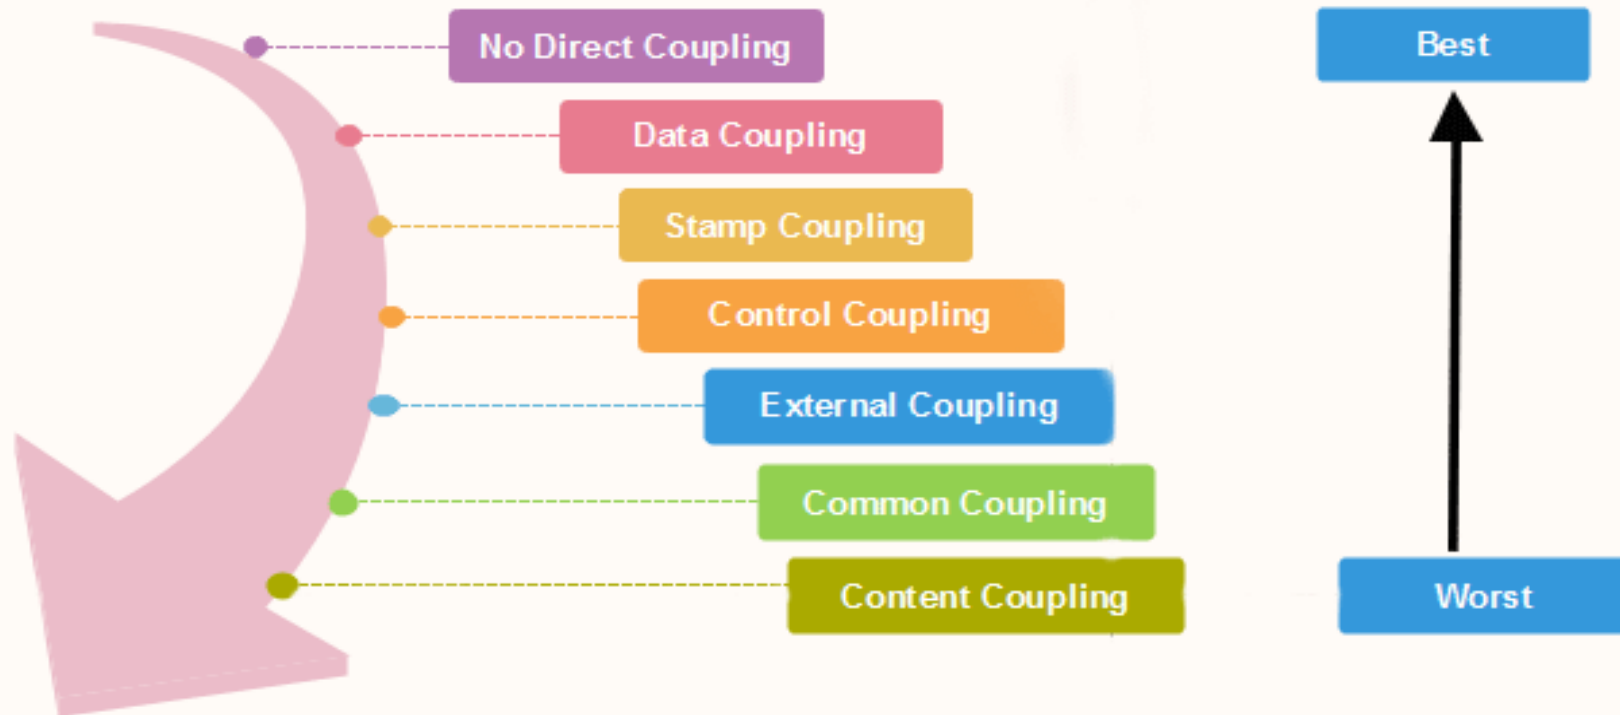 No Direct Coupling
Best
Data Coupling
Stamp Coupling
Control Coupling
External Coupling
Common Coupling
Content Coupling
Worst